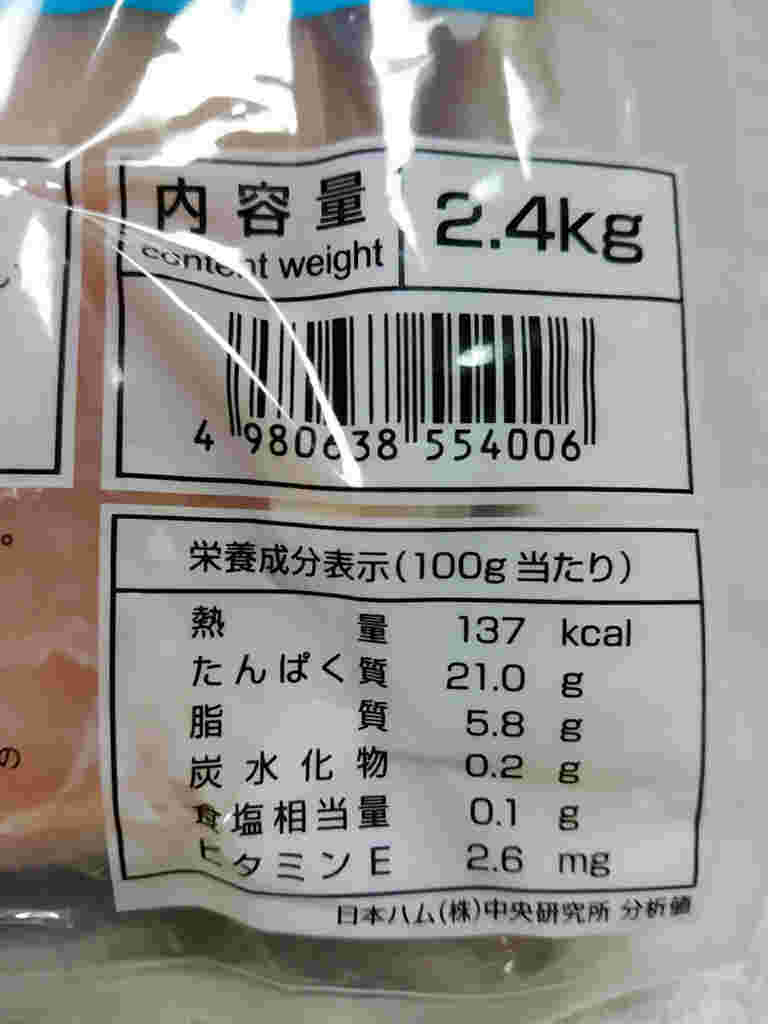 内容量 2.4kg
content weight
4 980638 554006
栄養成分表示(100g 当たり)
熱量 137 kcal
たんぱく質 21.0 g
脂質 5.8 g
炭水化物 0.2 g
食塩相当量 0.1 g
ビタミンE 2.6 mg
日本ハム(株)中央研究所 分析値
。
の